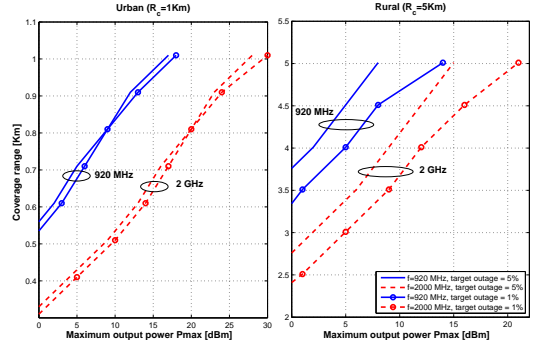 Urban (R_c=1Km)
Coverage range [Km]
1.1
1
0.9
0.8
0.7
0.6
0.5
0.4
920 MHz
2 GHz
0
5
10
15
20
25
30
Maximum output power Pmax [dBm]
Rural (R_c=5Km)
5.5
5
4.5
4
3.5
3
2.5
2
920 MHz
2 GHz
f=920 MHz, target outage = 5%
f=2000 MHz, target outage = 5%
f=920 MHz, target outage = 1%
f=2000 MHz, target outage = 1%
0
5
10
15
20
Maximum output power Pmax [dBm]